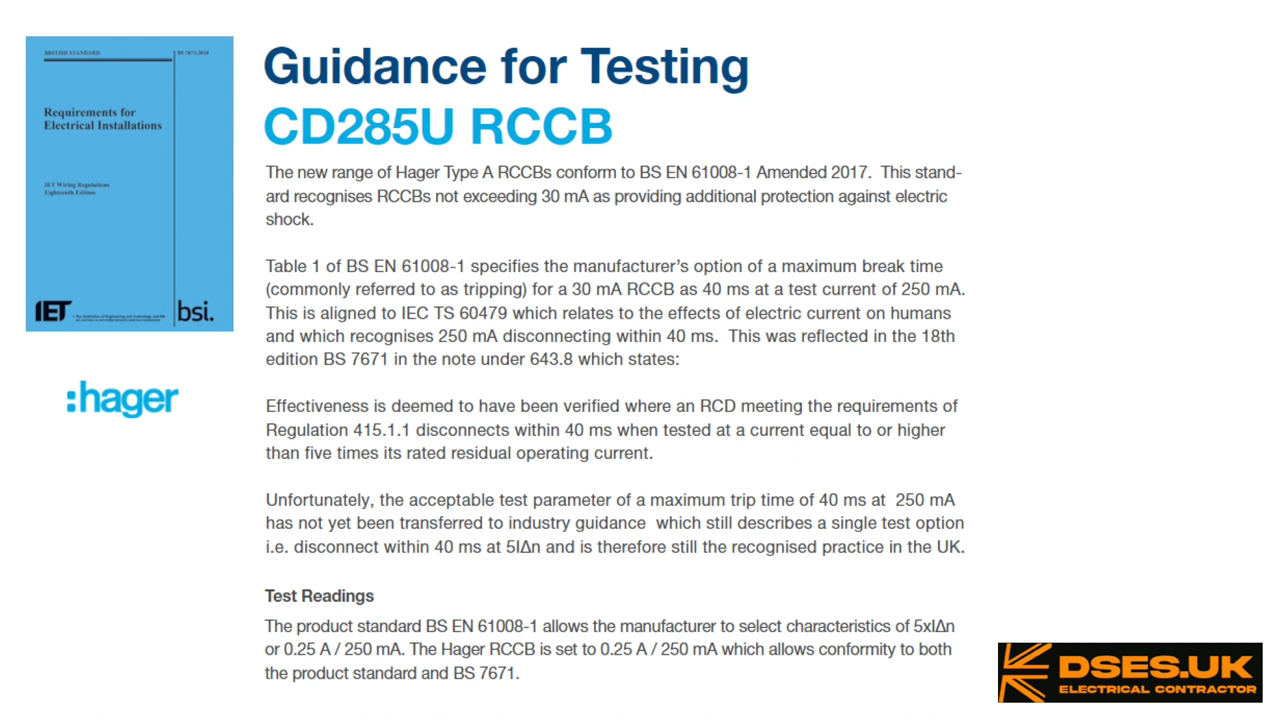 BRITISH STANDARD
BS 7671:2018
Requirements for
Electrical Installations
IET Wiring Regulations
Eighteenth Edition
IET
bsi.
:hager
Guidance for Testing
CD285U RCCB
The new range of Hager Type A RCCBs conform to BS EN 61008-1 Amended 2017.  This stand-
ard recognises RCCBs not exceeding 30 mA as providing additional protection against electric
shock.
Table 1 of BS EN 61008-1 specifies the manufacturer’s option of a maximum break time
(commonly referred to as tripping) for a 30 mA RCCB as 40 ms at a test current of 250 mA.
This is aligned to IEC TS 60479 which relates to the effects of electric current on humans
and which recognises 250 mA disconnecting within 40 ms.  This was reflected in the 18th
edition BS 7671 in the note under 643.8 which states:
Effectiveness is deemed to have been verified where an RCD meeting the requirements of
Regulation 415.1.1 disconnects within 40 ms when tested at a current equal to or higher
than five times its rated residual operating current.
Unfortunately, the acceptable test parameter of a maximum trip time of 40 ms at  250 mA
has not yet been transferred to industry guidance  which still describes a single test option
i.e. disconnect within 40 ms at 5IΔn and is therefore still the recognised practice in the UK.
Test Readings
The product standard BS EN 61008-1 allows the manufacturer to select characteristics of 5xIΔn
or 0.25 A / 250 mA. The Hager RCCB is set to 0.25 A / 250 mA which allows conformity to both
the product standard and BS 7671.
DSES.UK
ELECTRICAL CONTRACTOR